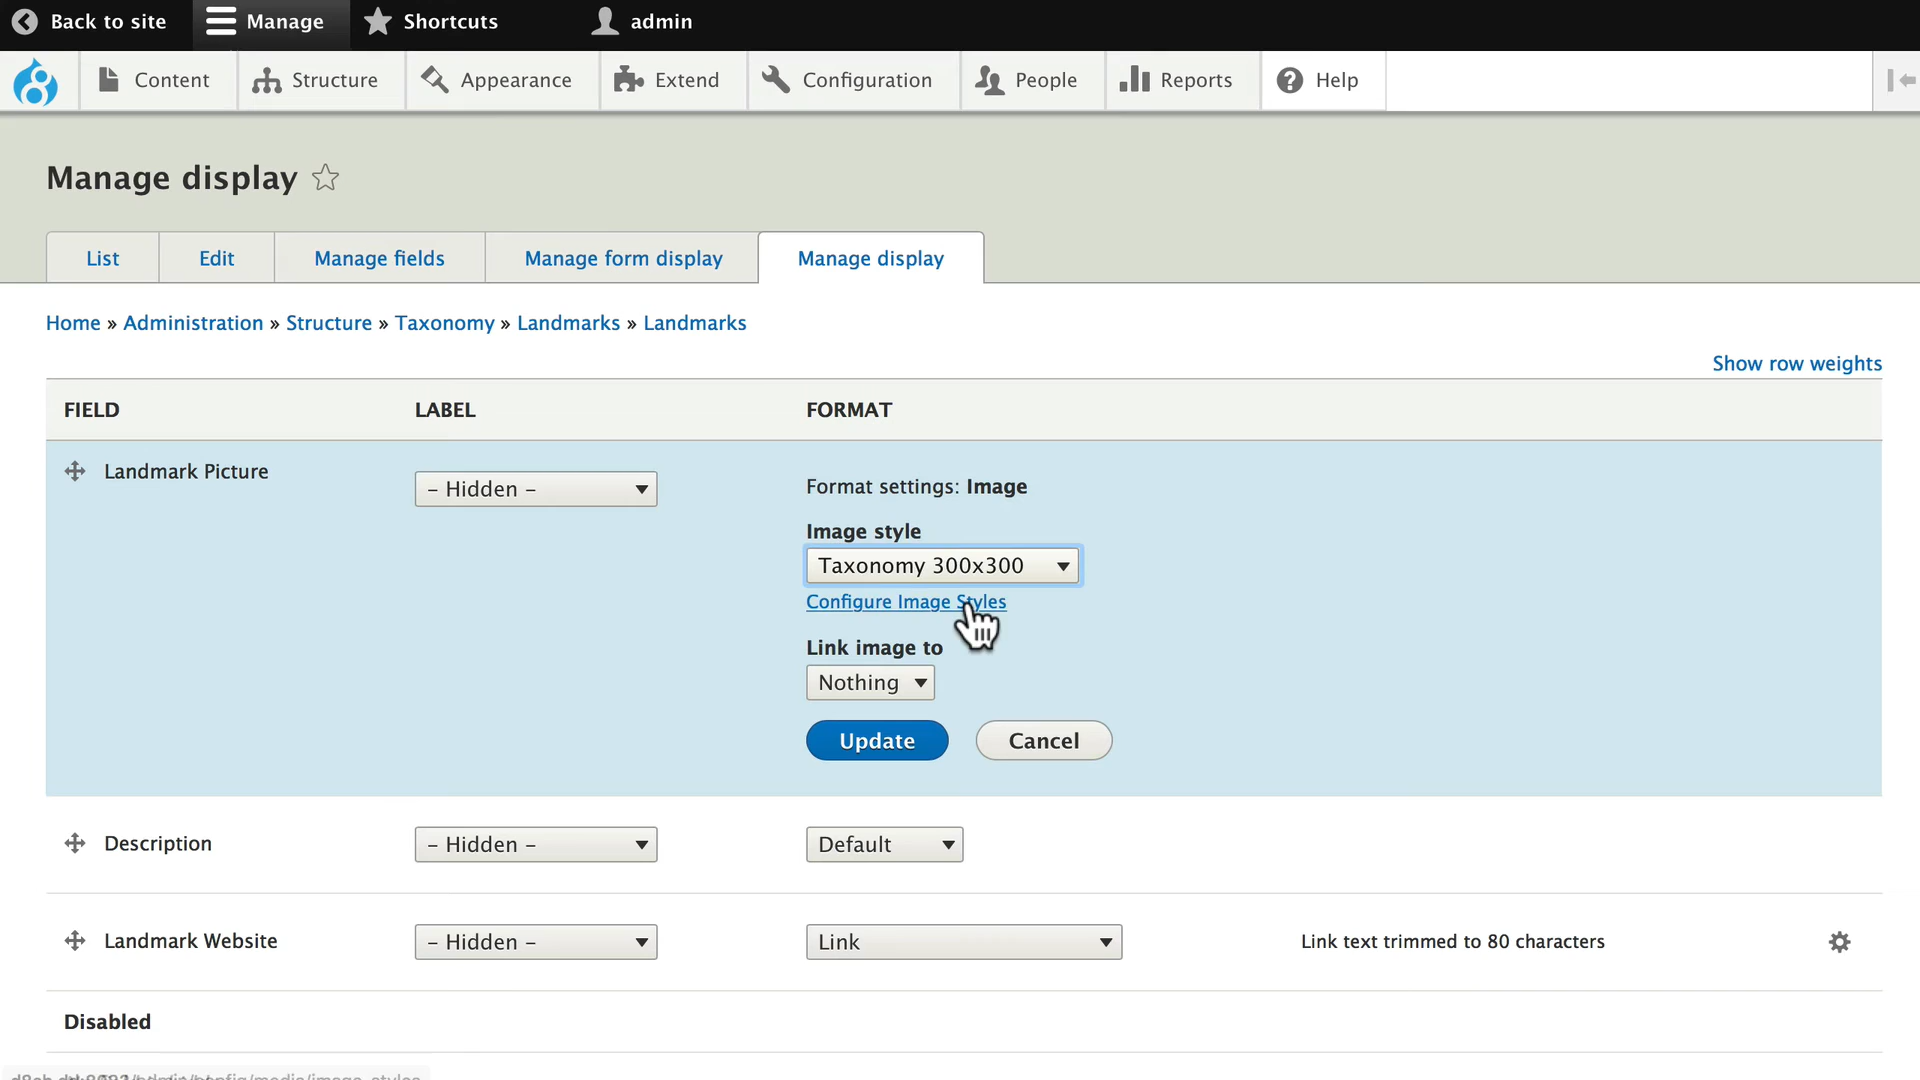 Back to site Manage Shortcuts admin
Content Structure Appearance Extend Configuration People Reports Help
Manage display
List Edit Manage fields Manage form display Manage display
Home » Administration » Structure » Taxonomy » Landmarks » Landmarks
Show row weights
FIELD LABEL FORMAT
Landmark Picture - Hidden - Format settings: Image
Image style
Taxonomy 300x300
Configure Image Styles
Link image to
Nothing
Update Cancel
Description - Hidden - Default
Landmark Website - Hidden - Link Link text trimmed to 80 characters
Disabled